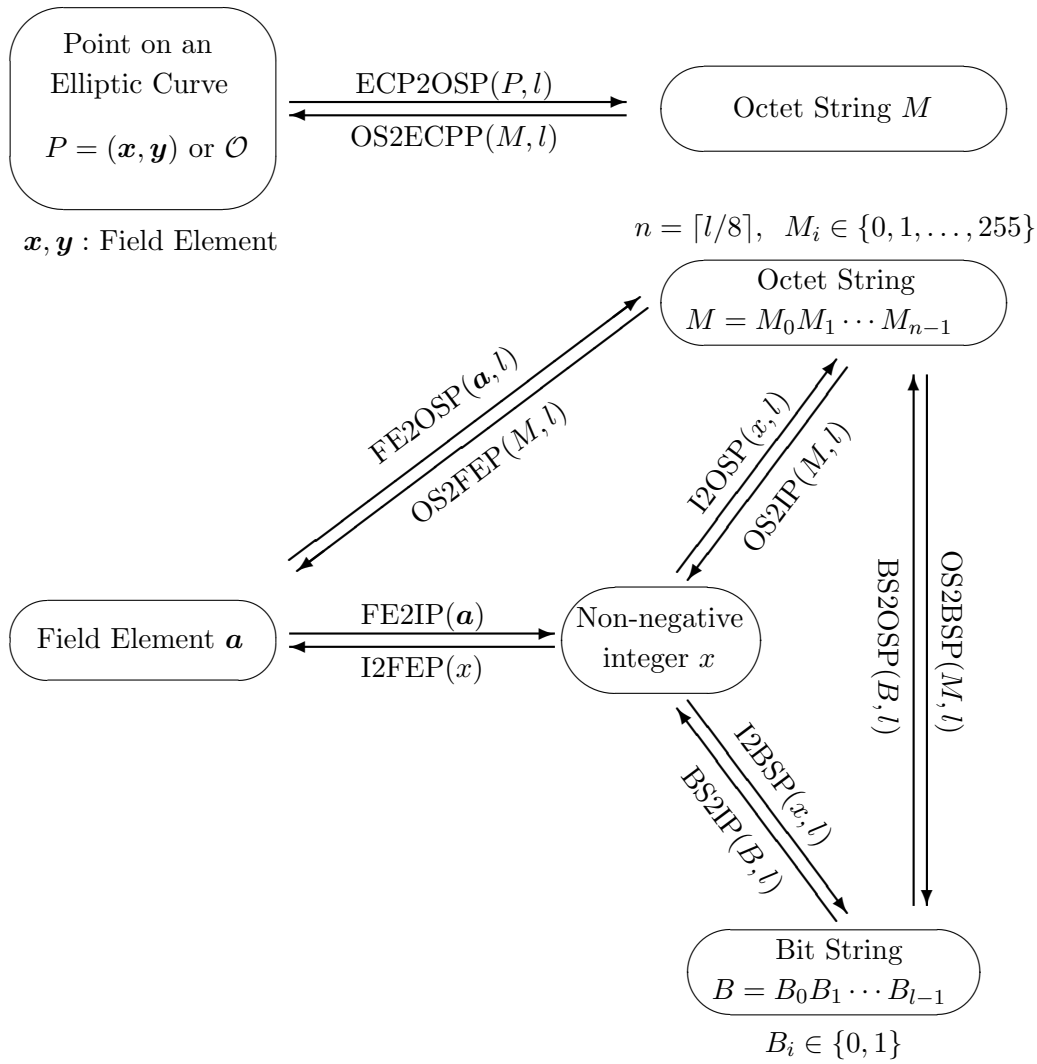 Point on an
Elliptic Curve
P = (x, y) or 𝒪
x, y : Field Element
ECP2OSP(P, l)
OS2ECPP(M, l)
Octet String M
n = ⌈l/8⌉, M_i ∈ {0, 1, . . . , 255}
Octet String
M = M_0M_1 ··· M_{n−1}
FE2OSP(a, l)
OS2FEP(M, l)
I2OSP(x, l)
OS2IP(M, l)
BS2OSP(B, l)
OS2BSP(M, l)
Field Element a
FE2IP(a)
I2FEP(x)
Non-negative
integer x
I2BSP(x, l)
BS2IP(B, l)
Bit String
B = B_0B_1 ··· B_{l−1}
B_i ∈ {0, 1}